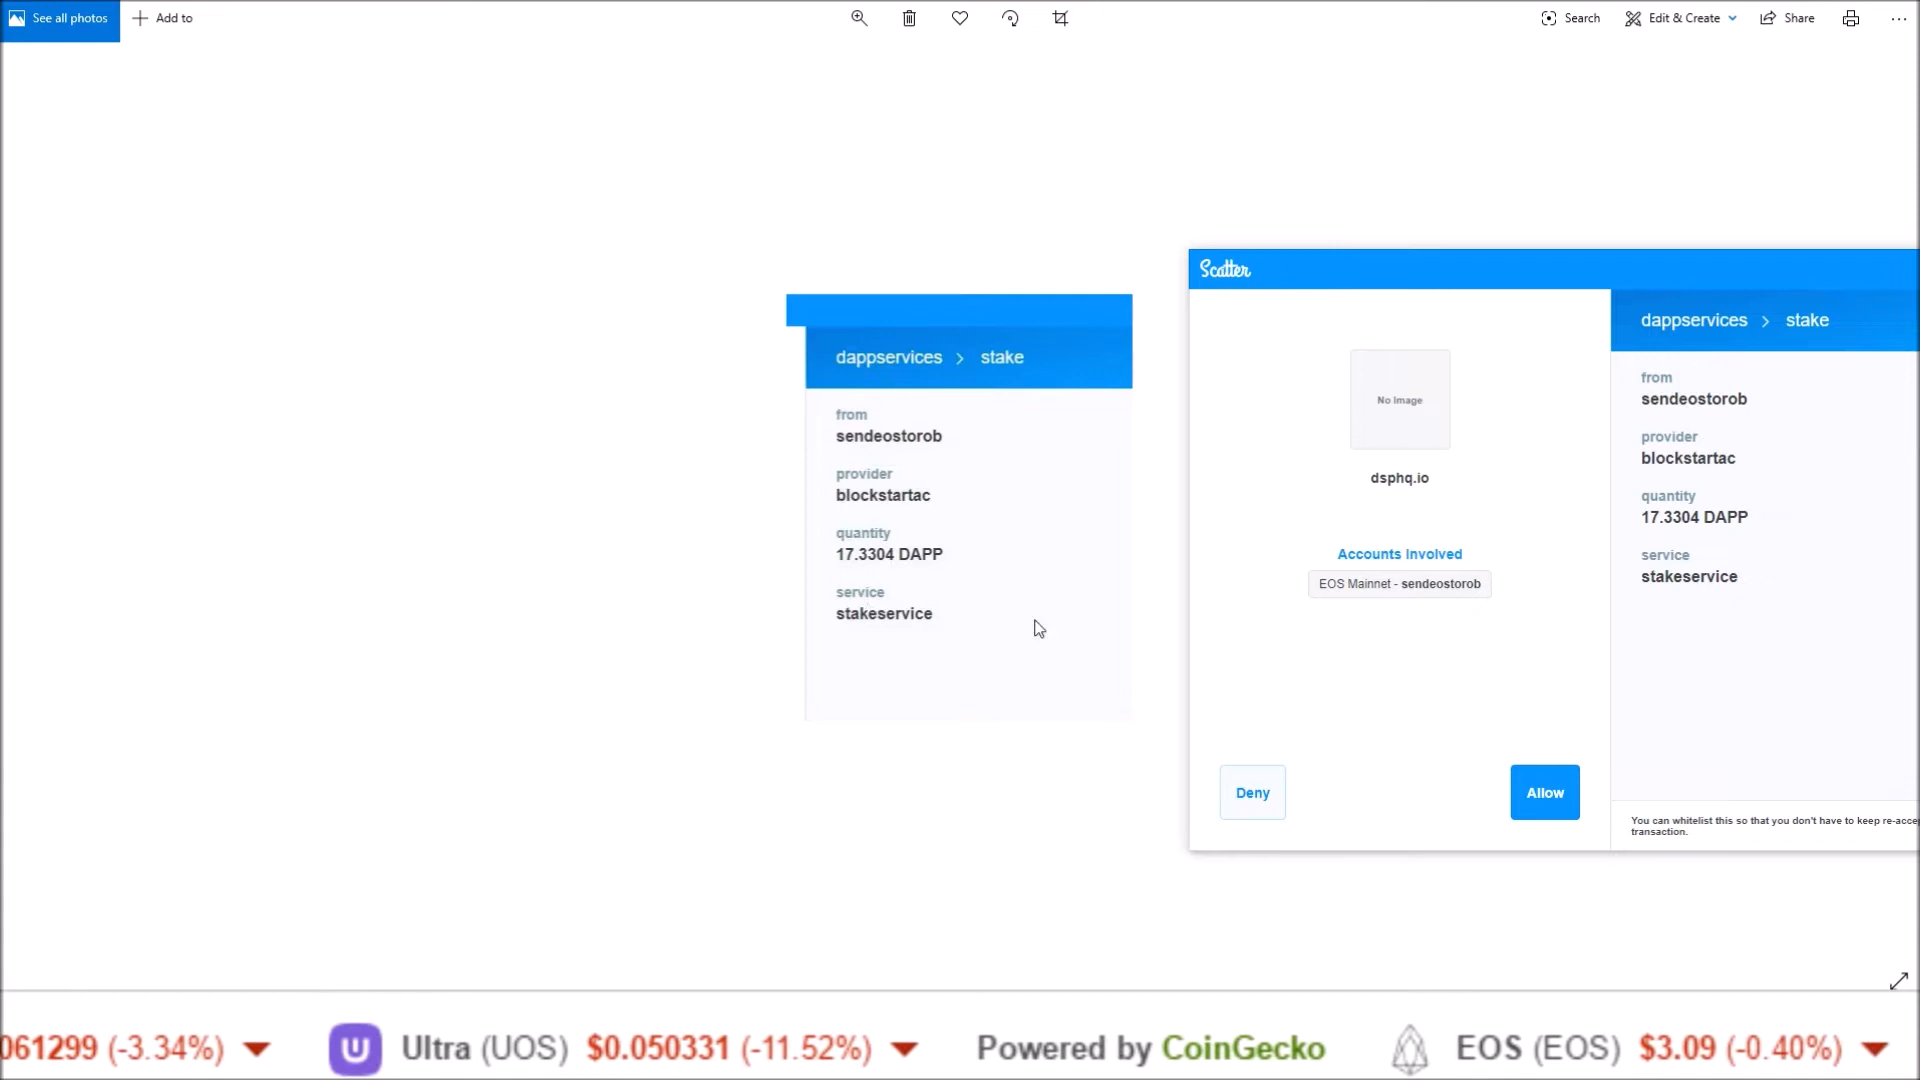 See all photos
Add to
Search
Edit & Create
Share
dappservices > stake
from
sendeostorob
provider
blockstartac
quantity
17.3304 DAPP
service
stakeservice
Scatter
No Image
dsphq.io
Accounts Involved
EOS Mainnet - sendeostorob
Deny
Allow
dappservices > stake
from
sendeostorob
provider
blockstartac
quantity
17.3304 DAPP
service
stakeservice
You can whitelist this so that you don't have to keep re-acce
transaction.
061299 (-3.34%)
Ultra (UOS) $0.050331 (-11.52%)
Powered by CoinGecko
EOS (EOS) $3.09 (-0.40%)